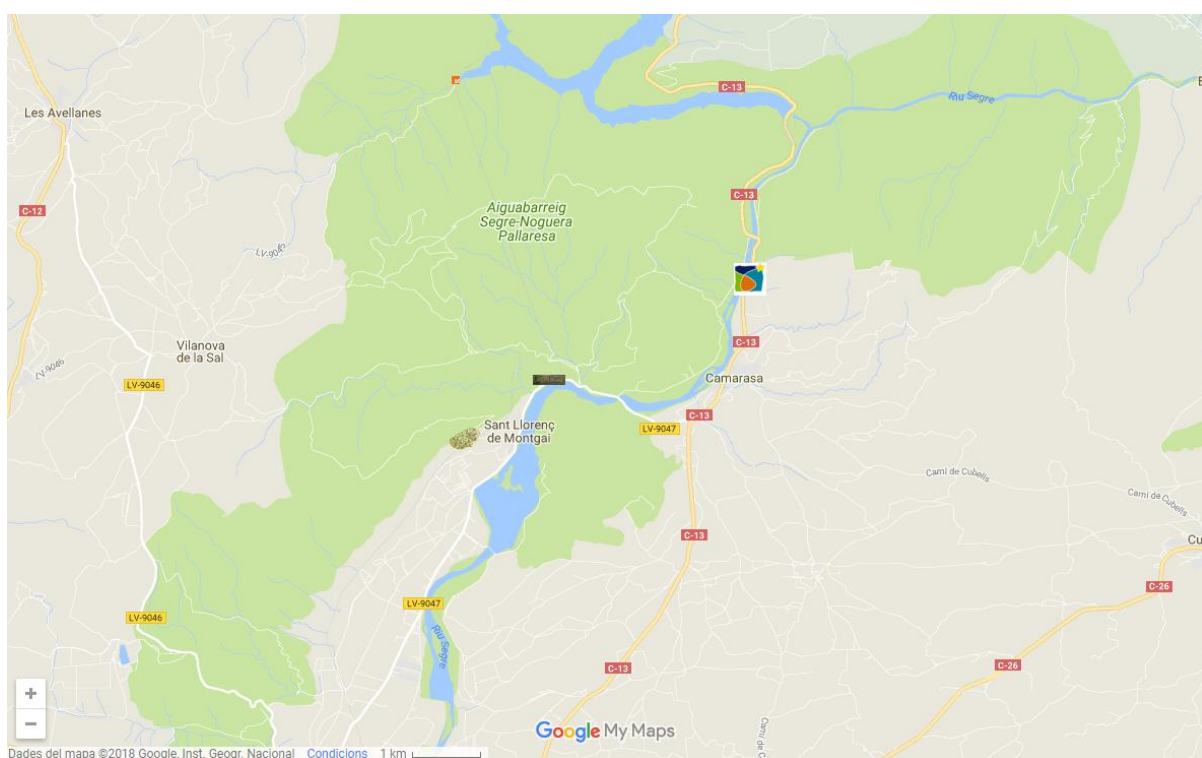 C-13
Riu Segre
Les Avellanes
C-13
Aiguabarreig
Segre-Noguera
Pallaresa
C-12
LV-9046
Vilanova
de la Sal
C-13
LV-9046
LV-9046
Camarasa
C-13
Sant Llorenç
de Montgai
LV-9047
Camí de Cubells
Camí de Cubells
C-13
C-26
LV-9047
LV-9046
Riu Segre
C-13
C-26
+
−
Google My Maps
Dades del mapa ©2018 Google, Inst. Geogr. Nacional Condicions 1 km